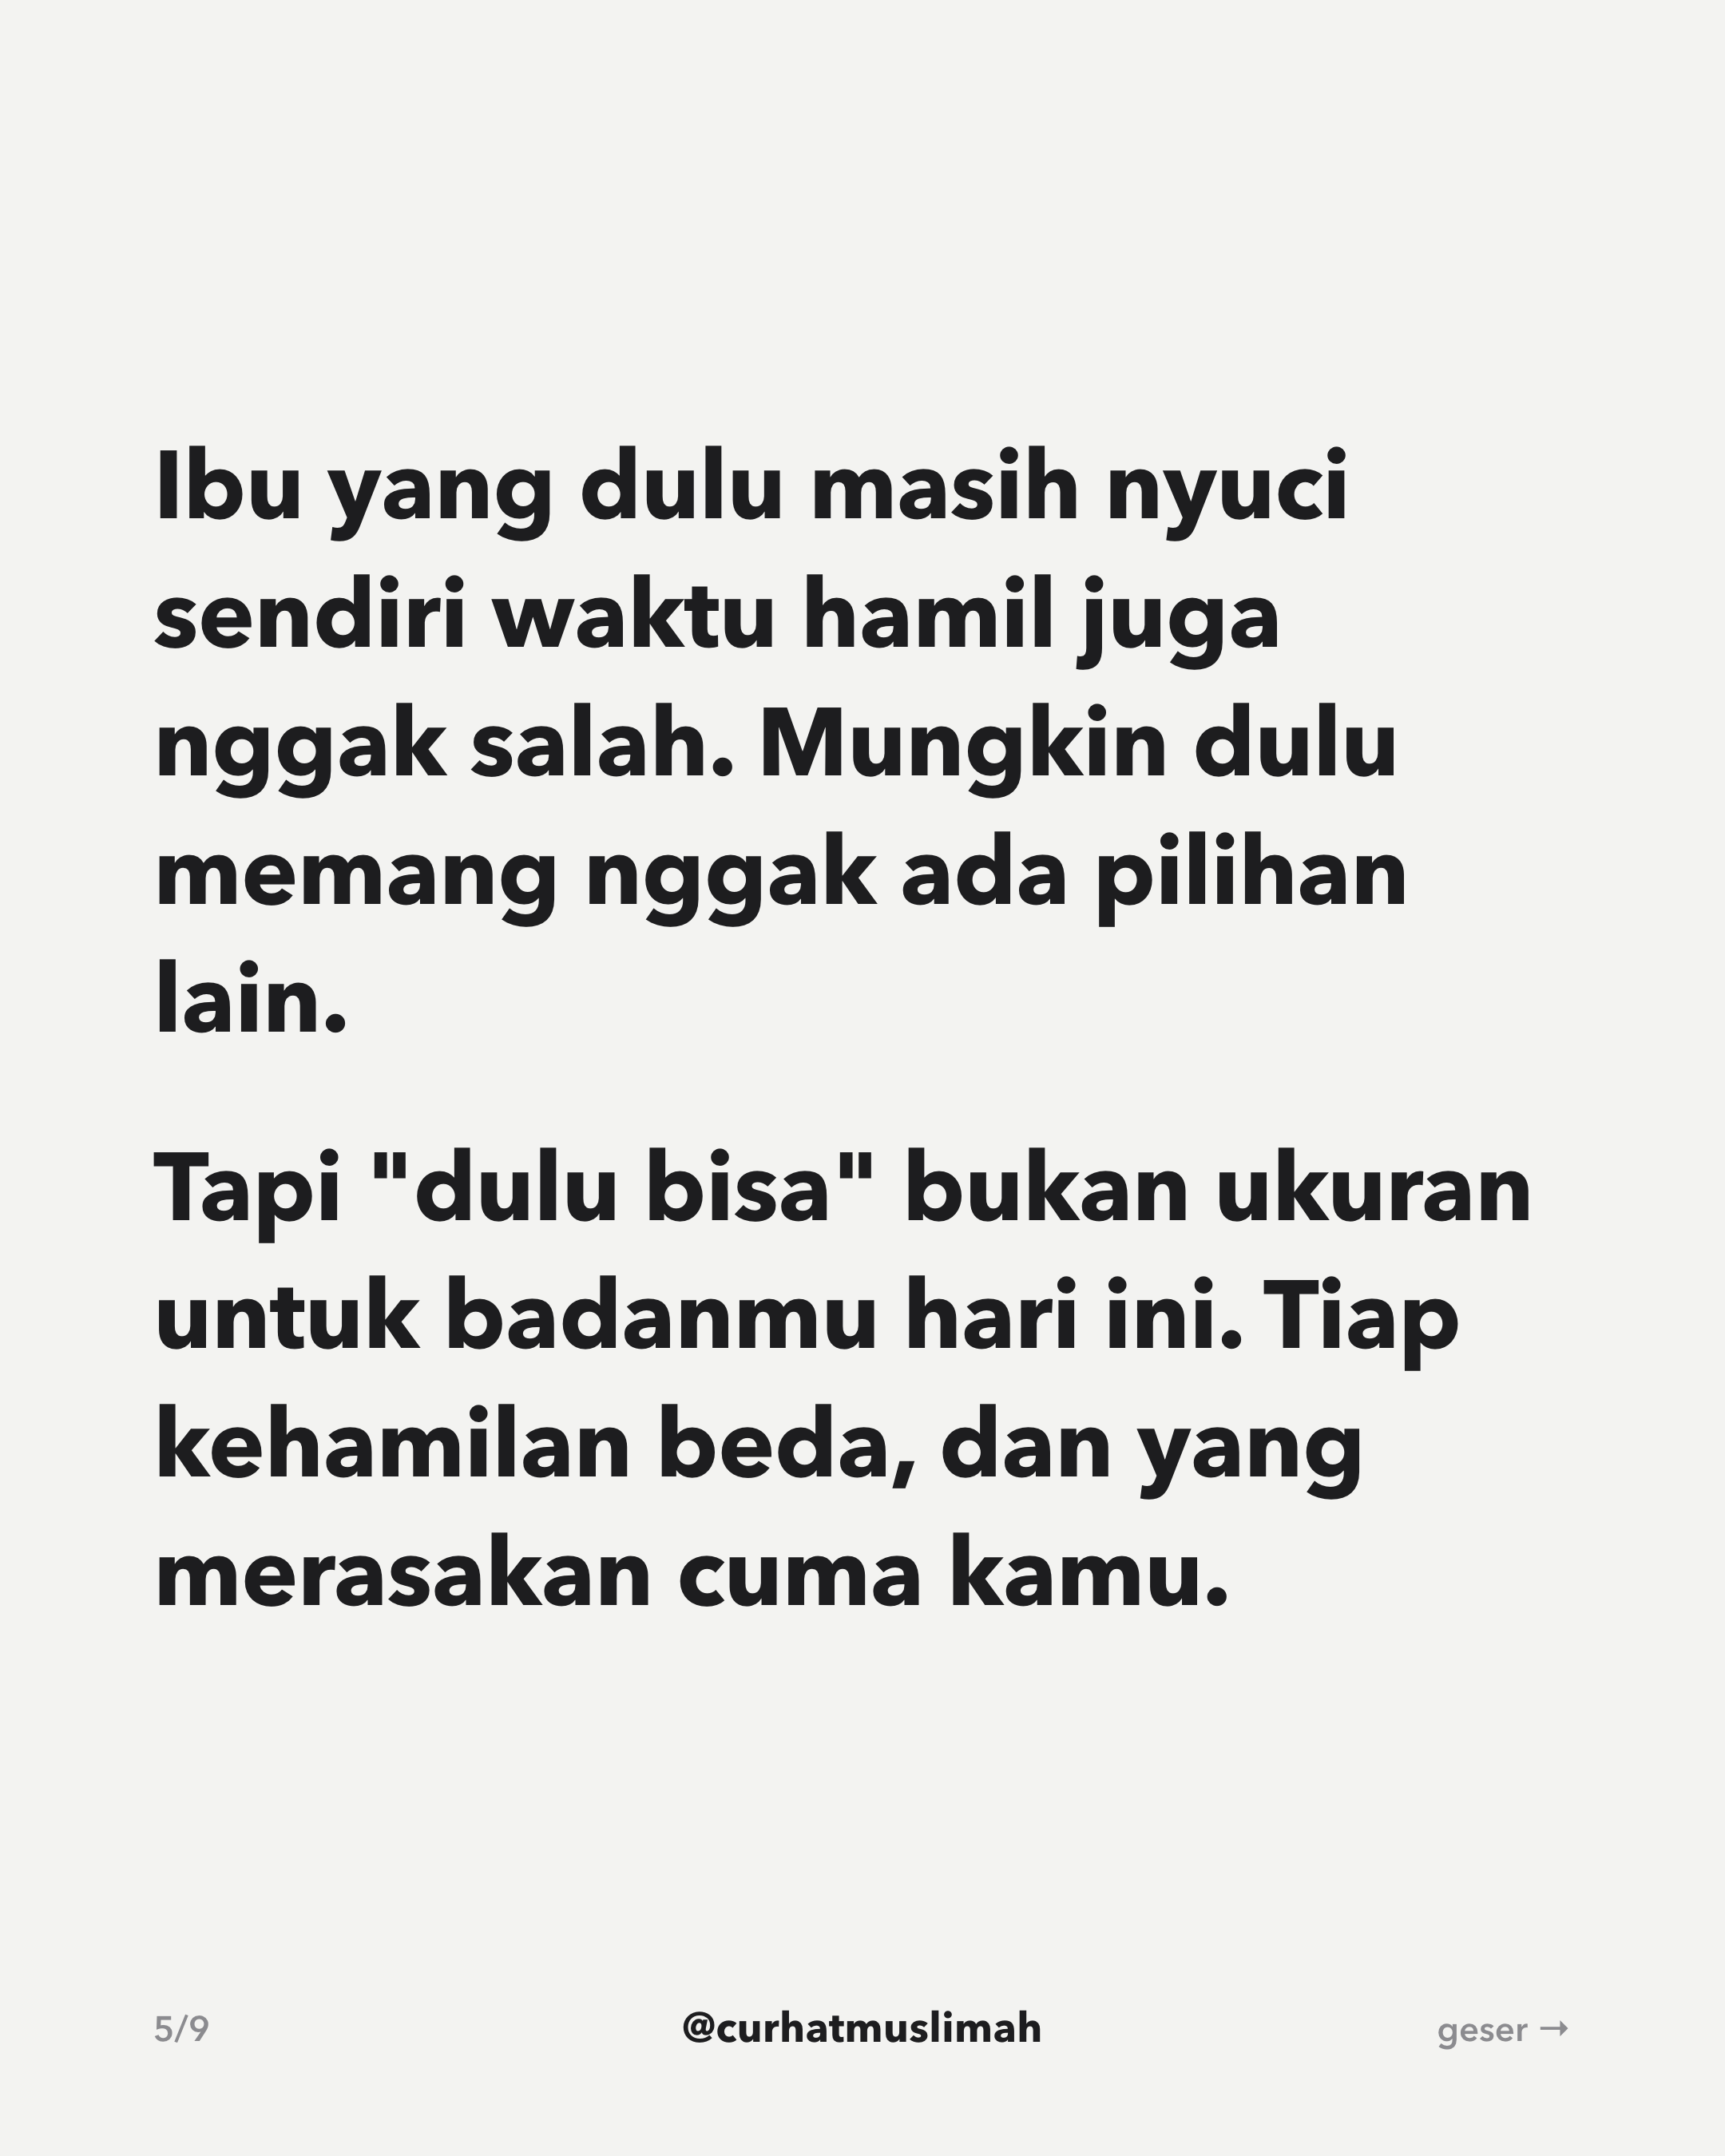 Ibu yang dulu masih nyuci
sendiri waktu hamil juga
nggak salah. Mungkin dulu
memang nggak ada pilihan
lain.
Tapi "dulu bisa" bukan ukuran
untuk badanmu hari ini. Tiap
kehamilan beda, dan yang
merasakan cuma kamu.
5/9
@curhatmuslimah
geser →